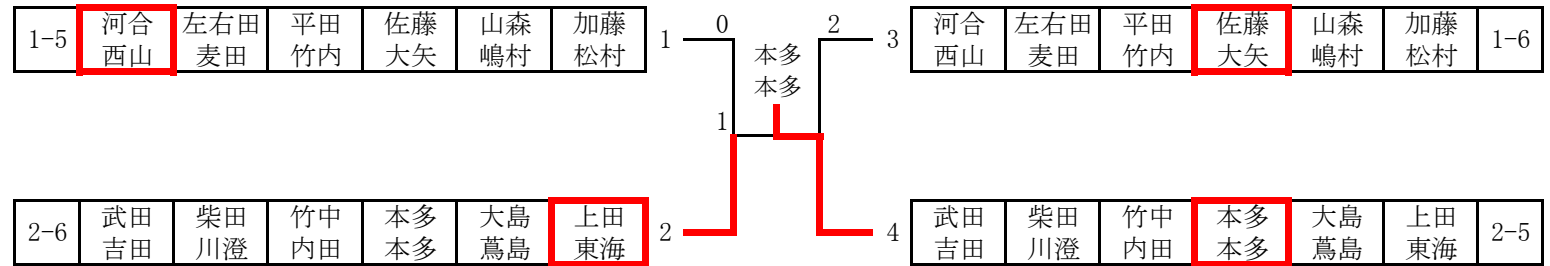 1-5 河合 左右田 平田 佐藤 山森 加藤
西山 麦田 竹内 大矢 嶋村 松村
1 0 2 3
本多
本多
1
河合 左右田 平田 佐藤 山森 加藤 1-6
西山 麦田 竹内 大矢 嶋村 松村
2-6 武田 柴田 竹中 本多 大島 上田
吉田 川澄 内田 本多 蔦島 東海
2 4
武田 柴田 竹中 本多 大島 上田 2-5
吉田 川澄 内田 本多 蔦島 東海